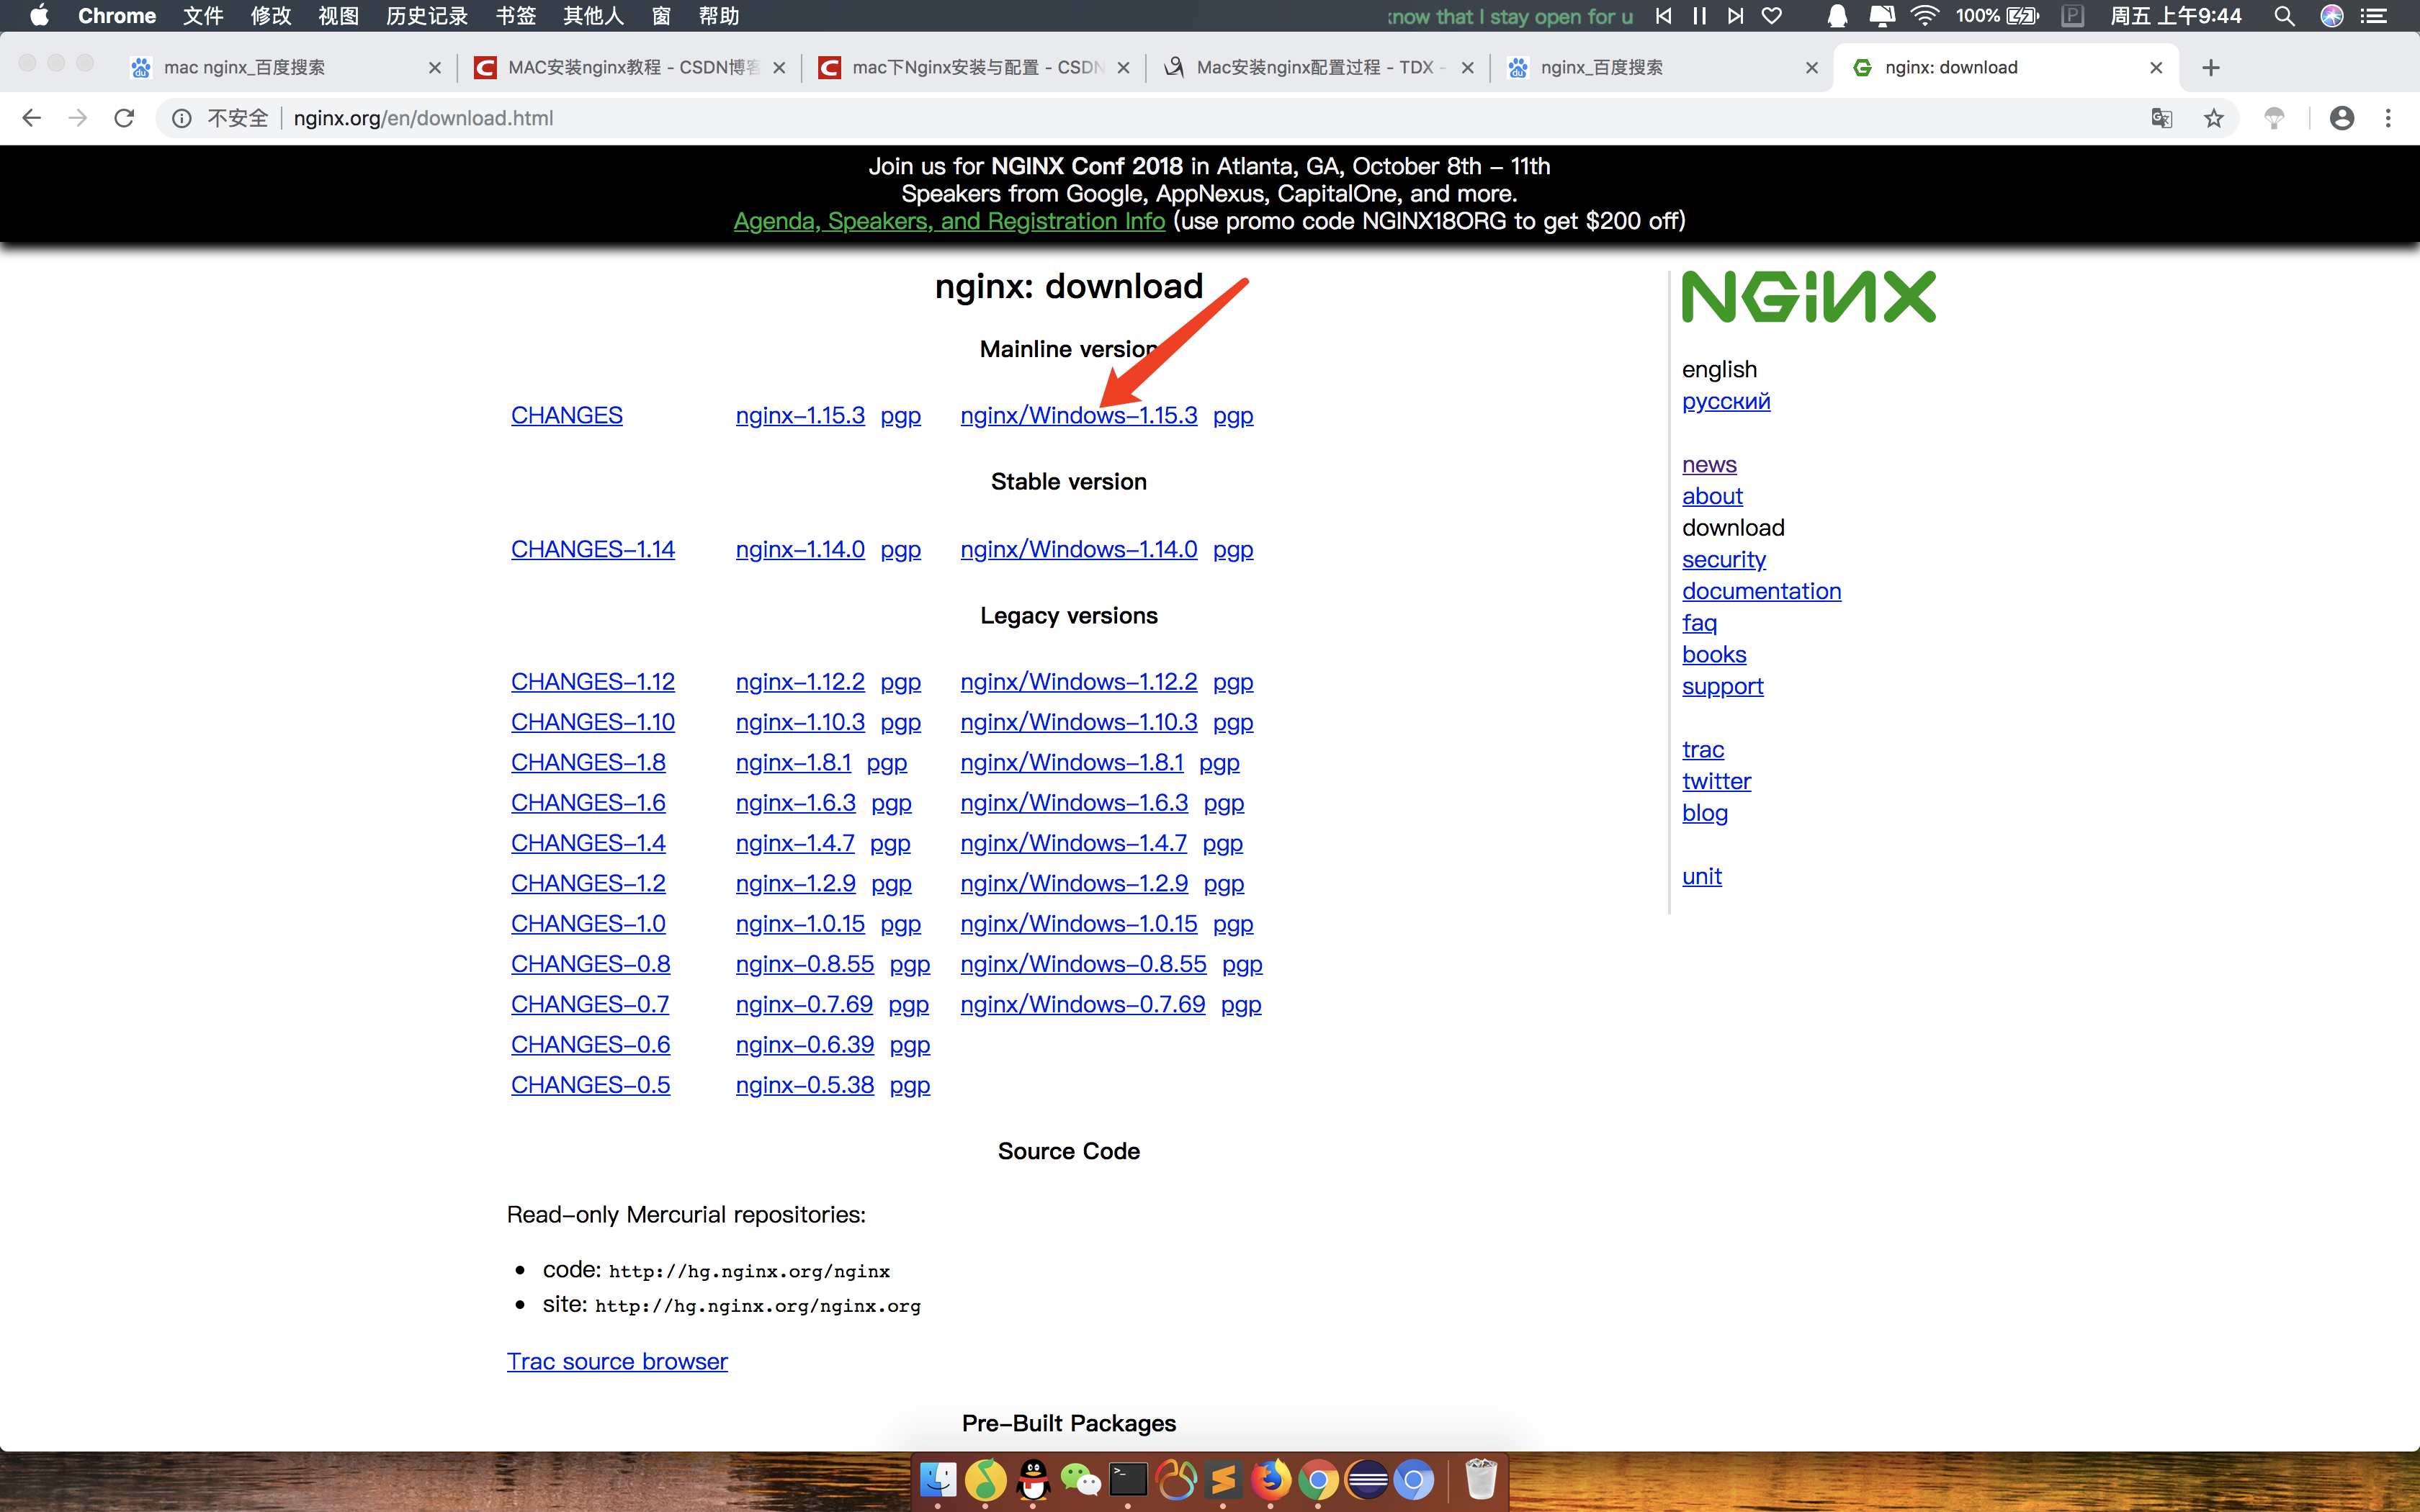 Chrome 文件 修改 视图 历史记录 书签 其他人 窗 帮助 now that I stay open for u 100% 周五 上午9:44
mac nginx_百度搜索 MAC安装nginx教程 - CSDN博客 mac下Nginx安装与配置 - CSDN Mac安装nginx配置过程 - TDX - nginx_百度搜索 nginx: download
不安全 nginx.org/en/download.html
Join us for NGINX Conf 2018 in Atlanta, GA, October 8th – 11th
Speakers from Google, AppNexus, CapitalOne, and more.
Agenda, Speakers, and Registration Info (use promo code NGINX18ORG to get $200 off)
nginx: download
Mainline version
CHANGES nginx-1.15.3 pgp nginx/Windows-1.15.3 pgp
Stable version
CHANGES-1.14 nginx-1.14.0 pgp nginx/Windows-1.14.0 pgp
Legacy versions
CHANGES-1.12 nginx-1.12.2 pgp nginx/Windows-1.12.2 pgp
CHANGES-1.10 nginx-1.10.3 pgp nginx/Windows-1.10.3 pgp
CHANGES-1.8 nginx-1.8.1 pgp nginx/Windows-1.8.1 pgp
CHANGES-1.6 nginx-1.6.3 pgp nginx/Windows-1.6.3 pgp
CHANGES-1.4 nginx-1.4.7 pgp nginx/Windows-1.4.7 pgp
CHANGES-1.2 nginx-1.2.9 pgp nginx/Windows-1.2.9 pgp
CHANGES-1.0 nginx-1.0.15 pgp nginx/Windows-1.0.15 pgp
CHANGES-0.8 nginx-0.8.55 pgp nginx/Windows-0.8.55 pgp
CHANGES-0.7 nginx-0.7.69 pgp nginx/Windows-0.7.69 pgp
CHANGES-0.6 nginx-0.6.39 pgp
CHANGES-0.5 nginx-0.5.38 pgp
Source Code
Read-only Mercurial repositories:
code: http://hg.nginx.org/nginx
site: http://hg.nginx.org/nginx.org
Trac source browser
Pre-Built Packages
NGINX
english
русский
news
about
download
security
documentation
faq
books
support
trac
twitter
blog
unit